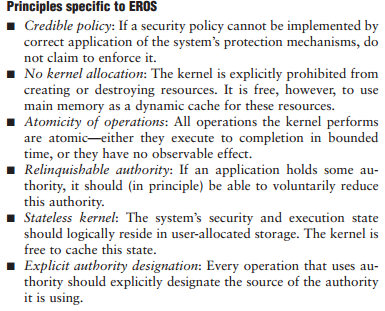 Principles specific to EROS
■ Credible policy: If a security policy cannot be implemented by
correct application of the system's protection mechanisms, do
not claim to enforce it.
■ No kernel allocation: The kernel is explicitly prohibited from
creating or destroying resources. It is free, however, to use
main memory as a dynamic cache for these resources.
■ Atomicity of operations: All operations the kernel performs
are atomic—either they execute to completion in bounded
time, or they have no observable effect.
■ Relinquishable authority: If an application holds some au-
thority, it should (in principle) be able to voluntarily reduce
this authority.
■ Stateless kernel: The system's security and execution state
should logically reside in user-allocated storage. The kernel is
free to cache this state.
■ Explicit authority designation: Every operation that uses au-
thority should explicitly designate the source of the authority
it is using.